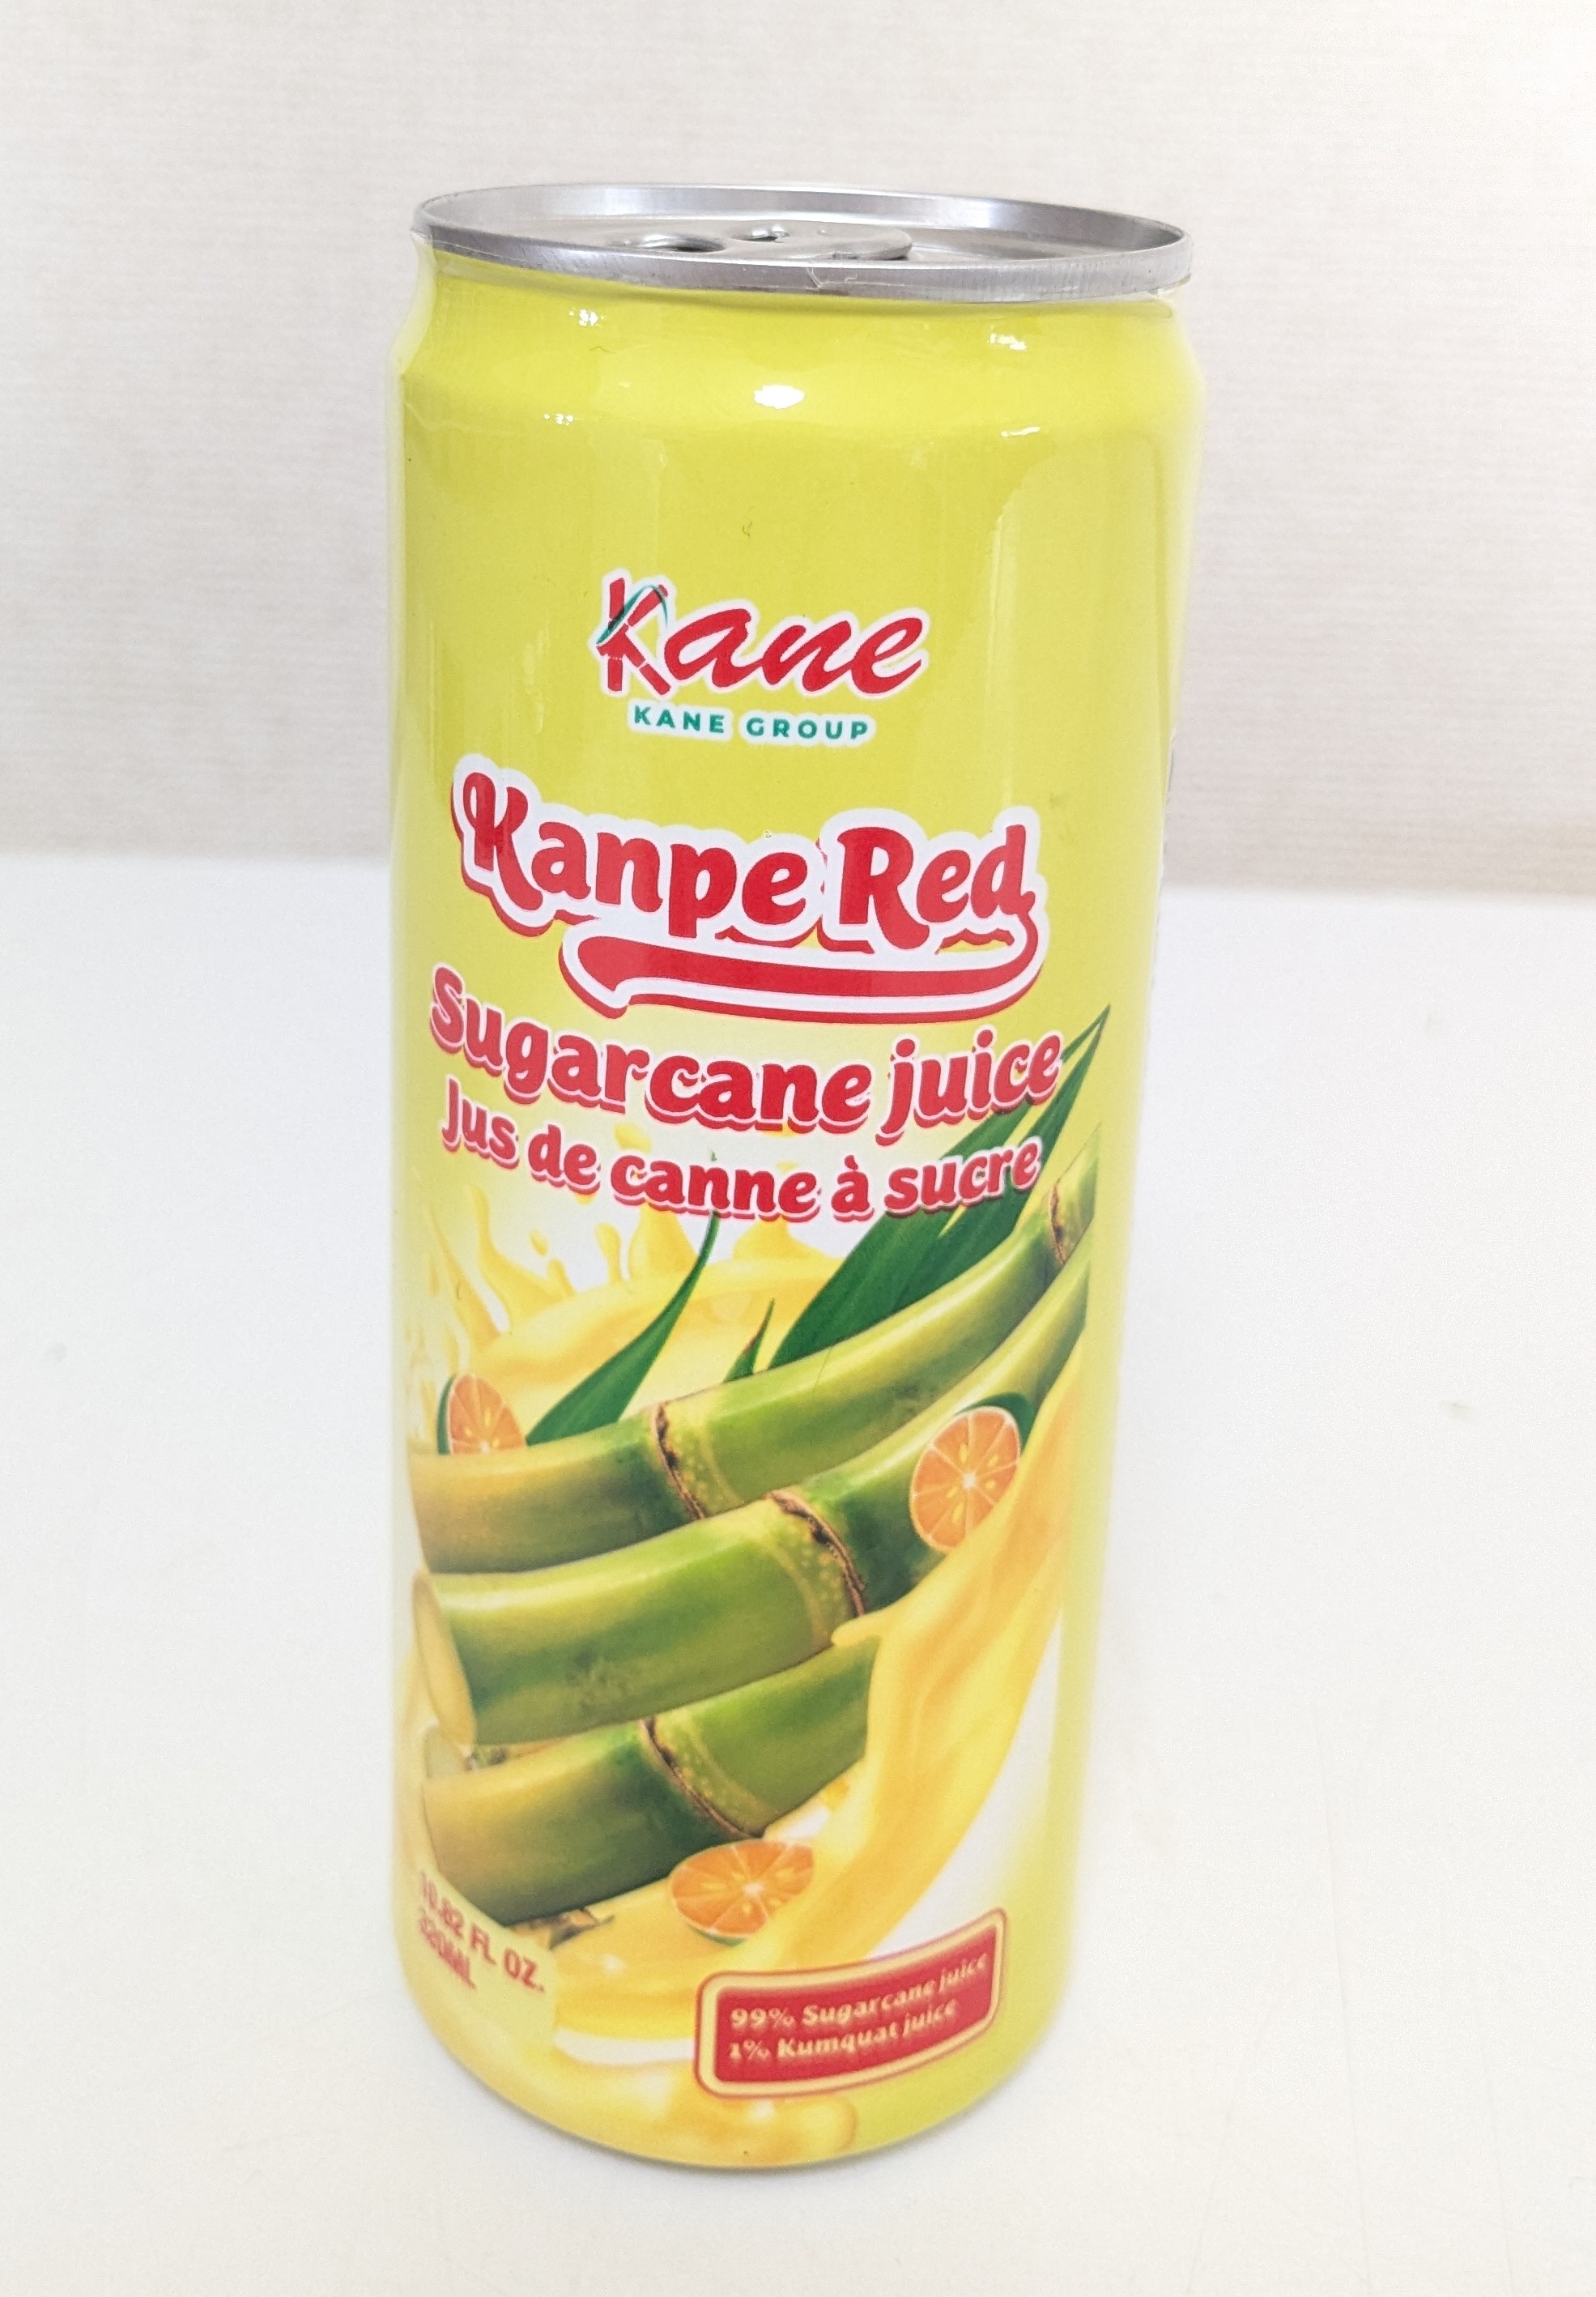 Kane
KANE GROUP
Kanpe Red
Sugarcane juice
Jus de canne à sucre
10.82 FL OZ.
320ML
99% Sugarcane juice
1% Kumquat juice